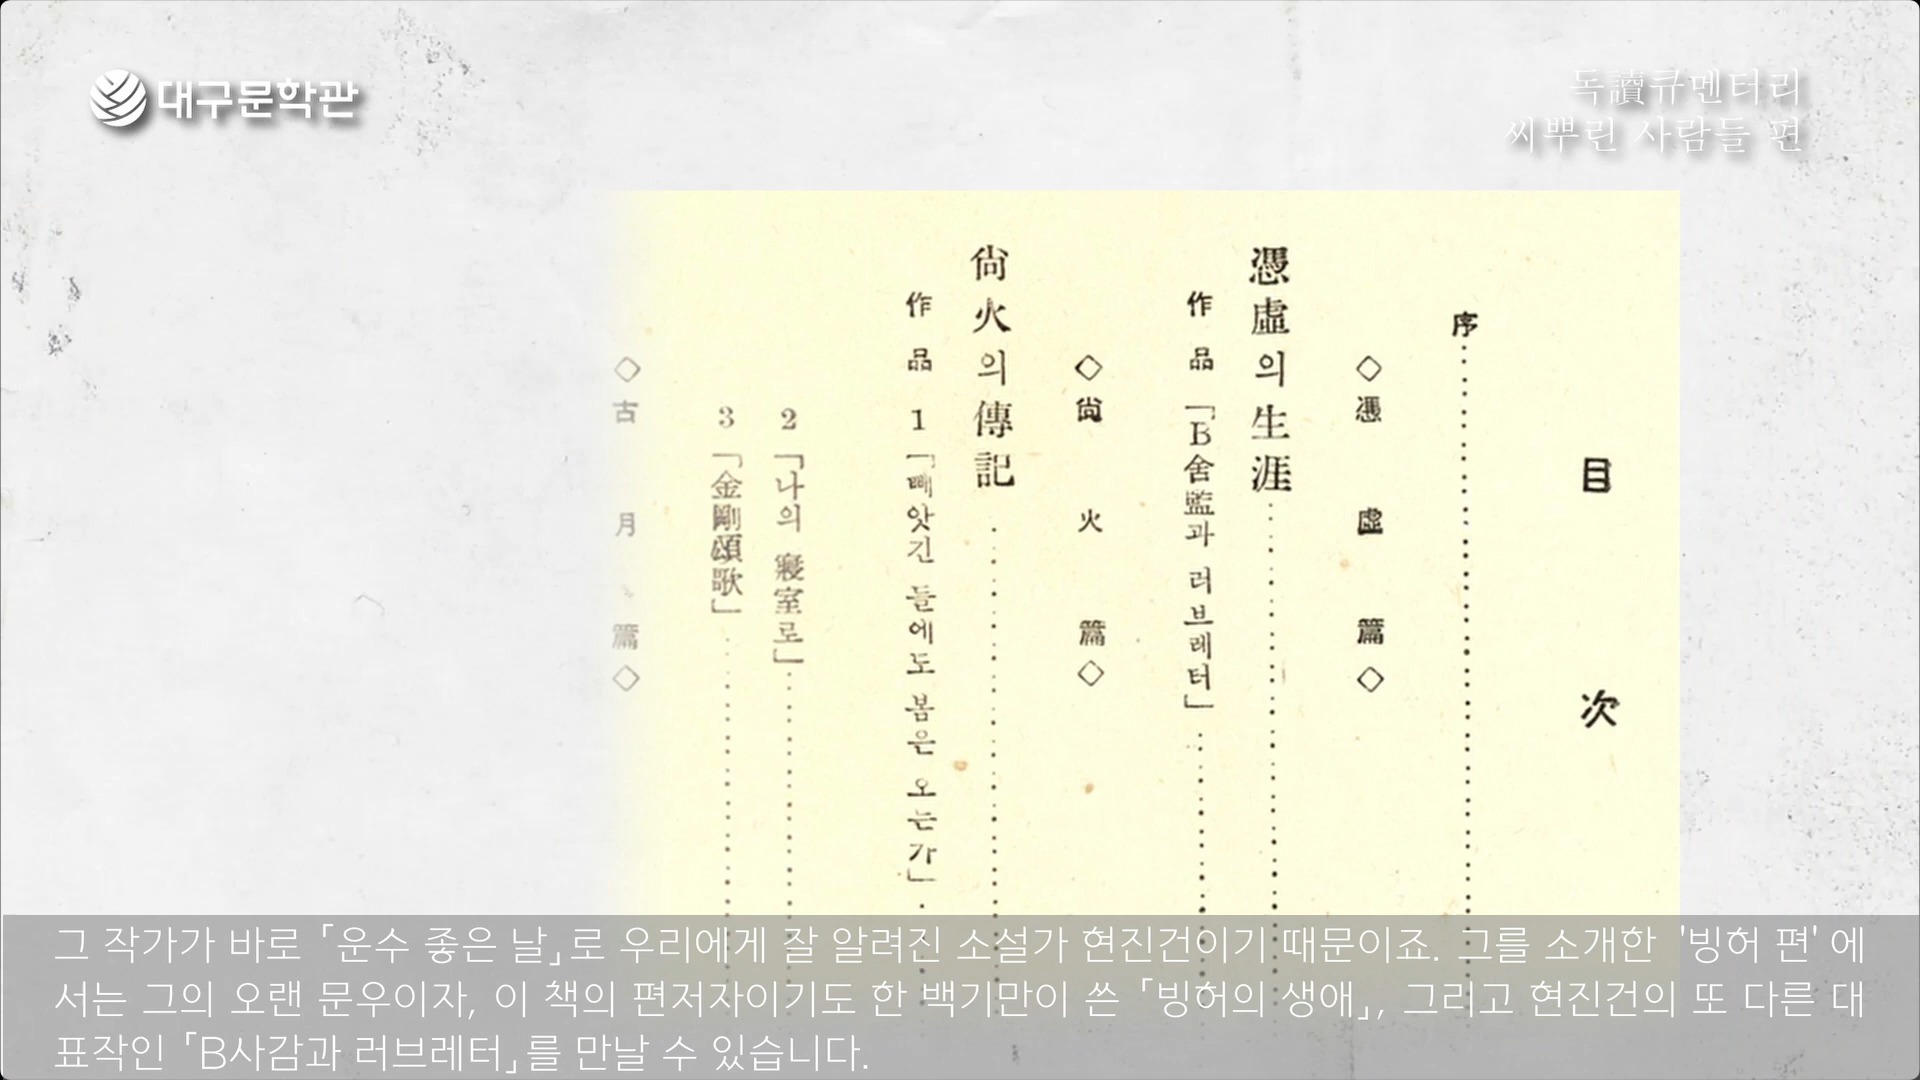 대구문학관
독讀큐멘터리
씨뿌린 사람들 편
目次
序
◇憑虛篇◇
憑虛의 生涯
作品 「B舍監과 러브레터」
◇尙火篇◇
尙火의 傳記
作品 1 「빼앗긴 들에도 봄은 오는가」
2 「나의 寢室로」
3 「金剛頌歌」
◇古月篇◇
그 작가가 바로 「운수 좋은 날」로 우리에게 잘 알려진 소설가 현진건이기 때문이죠. 그를 소개한 '빙허 편' 에
서는 그의 오랜 문우이자, 이 책의 편저자이기도 한 백기만이 쓴 「빙허의 생애」, 그리고 현진건의 또 다른 대
표작인 「B사감과 러브레터」를 만날 수 있습니다.